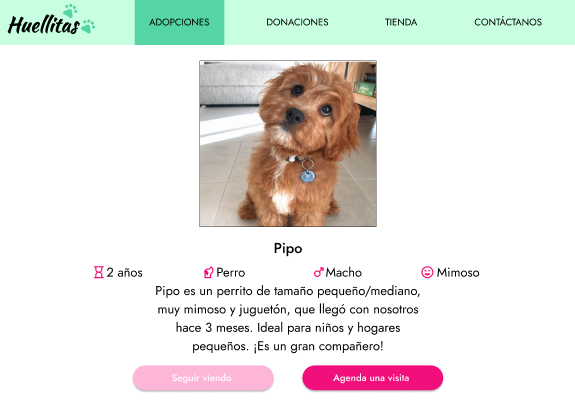 Huellitas
ADOPCIONES
DONACIONES
TIENDA
CONTÁCTANOS
Pipo
2 años
Perro
Macho
Mimoso
Pipo es un perrito de tamaño pequeño/mediano,
muy mimoso y juguetón, que llegó con nosotros
hace 3 meses. Ideal para niños y hogares
pequeños. ¡Es un gran compañero!
Seguir viendo
Agenda una visita